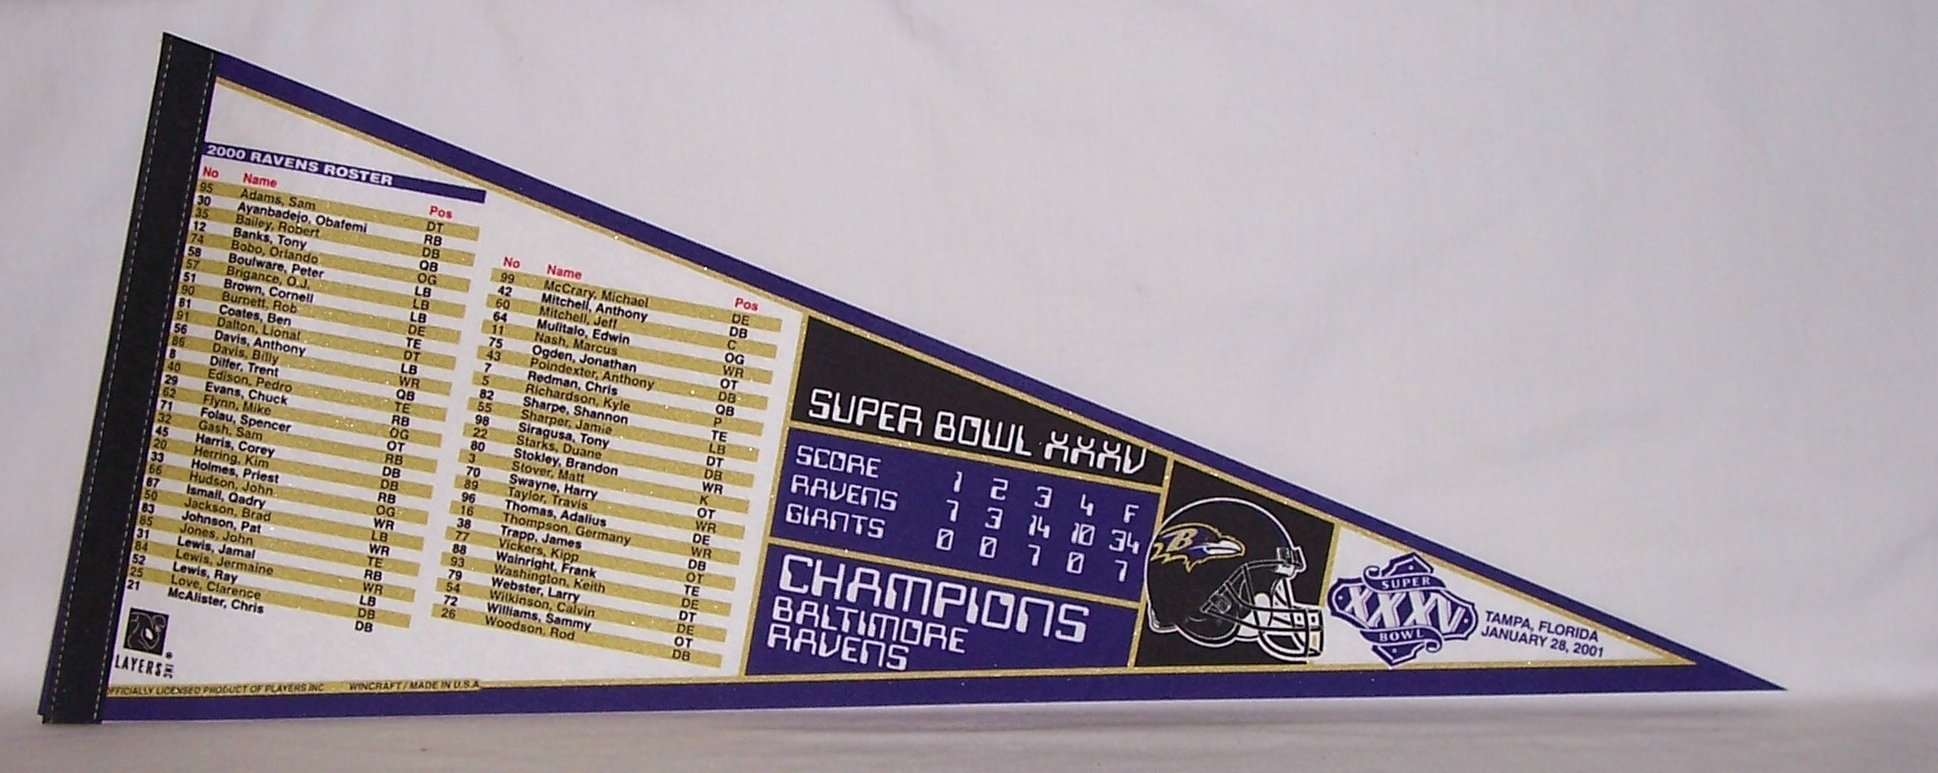 2000 RAVENS ROSTER
No Name Pos
95 Adams, Sam DT
30 Ayanbadejo, Obafemi RB
35 Bailey, Robert DB
12 Banks, Tony QB
74 Bobo, Orlando OG
58 Boulware, Peter LB
57 Brigance, O.J. LB
51 Brown, Cornell LB
90 Burnett, Rob DE
81 Coates, Ben TE
91 Dalton, Lional DT
56 Davis, Anthony LB
86 Davis, Billy WR
8 Dilfer, Trent QB
40 Edison, Pedro TE
29 Evans, Chuck RB
62 Flynn, Mike OG
71 Folau, Spencer OT
32 Gash, Sam RB
45 Harris, Corey DB
20 Herring, Kim DB
33 Holmes, Priest RB
66 Hudson, John OG
87 Ismail, Qadry WR
50 Jackson, Brad LB
83 Johnson, Pat WR
85 Jones, John TE
31 Lewis, Jamal RB
84 Lewis, Jermaine WR
52 Lewis, Ray LB
25 Love, Clarence DB
21 McAlister, Chris DB
No Name Pos
99 McCrary, Michael DE
42 Mitchell, Anthony DB
60 Mitchell, Jeff C
64 Mulitalo, Edwin OG
11 Nash, Marcus WR
75 Ogden, Jonathan OT
43 Poindexter, Anthony DB
7 Redman, Chris QB
5 Richardson, Kyle P
82 Sharpe, Shannon TE
55 Sharper, Jamie LB
98 Siragusa, Tony DT
22 Starks, Duane DB
80 Stokley, Brandon WR
3 Stover, Matt K
70 Swayne, Harry OT
89 Taylor, Travis WR
96 Thomas, Adalius DE
16 Thompson, Germany WR
38 Trapp, James DB
77 Vickers, Kipp OT
88 Wainright, Frank TE
93 Washington, Keith DE
79 Webster, Larry DT
54 Wilkinson, Calvin DE
72 Williams, Sammy OT
26 Woodson, Rod DB
LAYERS INC ®
OFFICIALLY LICENSED PRODUCT OF PLAYERS INC WINCRAFT / MADE IN U.S.A.
SUPER BOWL XXXV
SCORE 1 2 3 4 F
RAVENS 7 3 14 10 34
GIANTS 0 0 7 0 7
CHAMPIONS
BALTIMORE
RAVENS
B
SUPER
XXXV
BOWL
TAMPA, FLORIDA
JANUARY 28, 2001